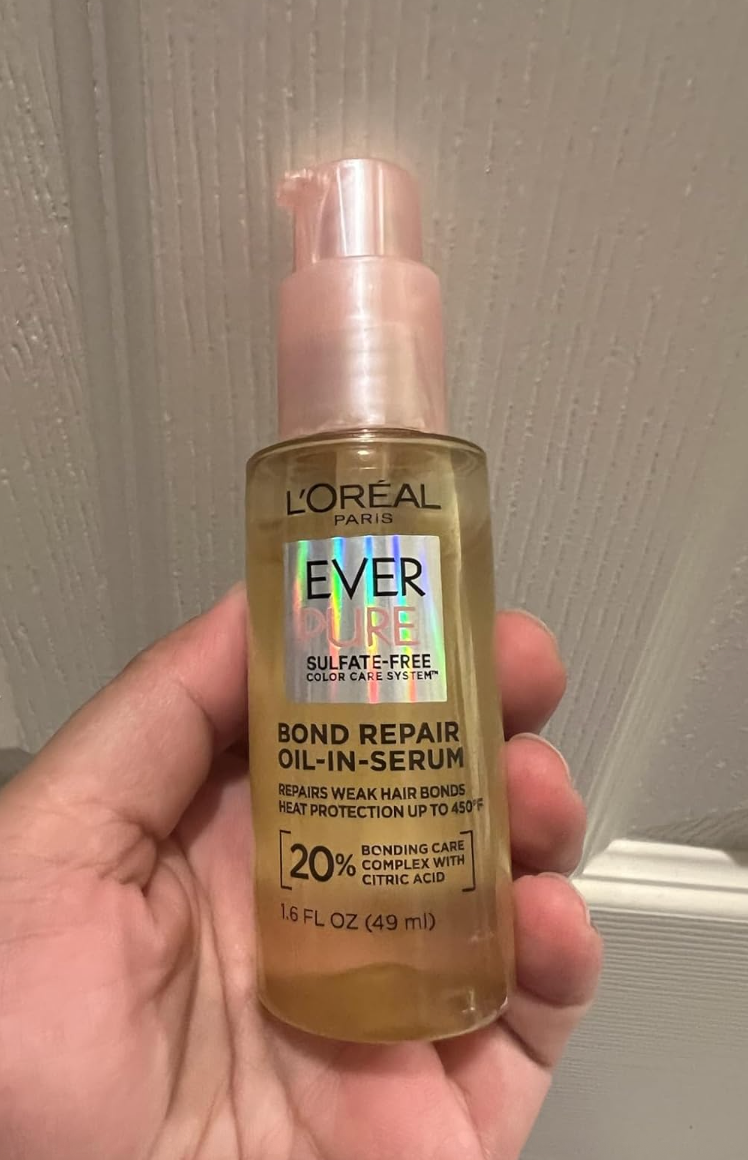 L'ORÉAL
PARIS
EVER
PURE
SULFATE-FREE
COLOR CARE SYSTEM™
BOND REPAIR
OIL-IN-SERUM
REPAIRS WEAK HAIR BONDS
HEAT PROTECTION UP TO 450°F
20% BONDING CARE
COMPLEX WITH
CITRIC ACID
1.6 FL OZ (49 ml)